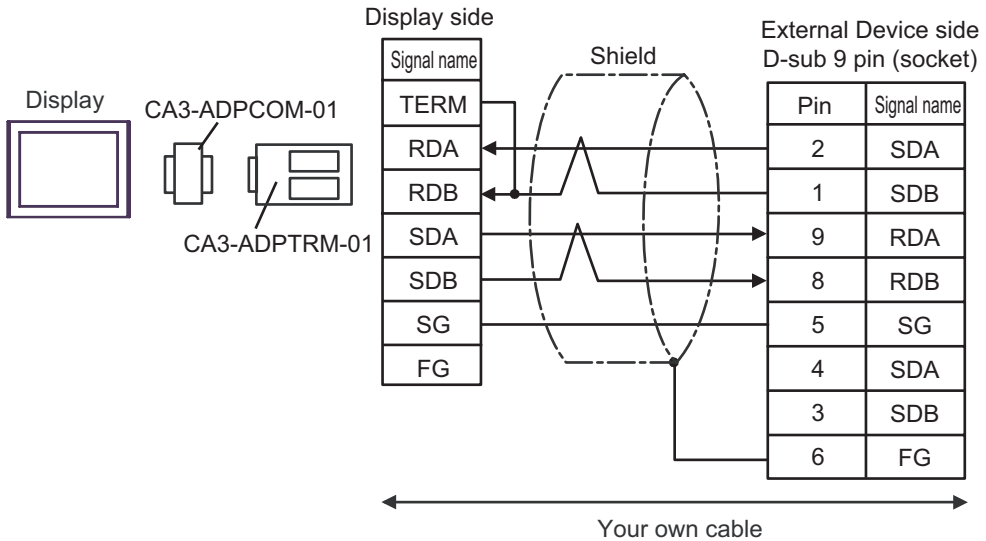 Display side
External Device side
D-sub 9 pin (socket)
Shield
Display
CA3-ADPCOM-01
CA3-ADPTRM-01
Signal name
TERM
RDA
RDB
SDA
SDB
SG
FG
Pin Signal name
2 SDA
1 SDB
9 RDA
8 RDB
5 SG
4 SDA
3 SDB
6 FG
Your own cable